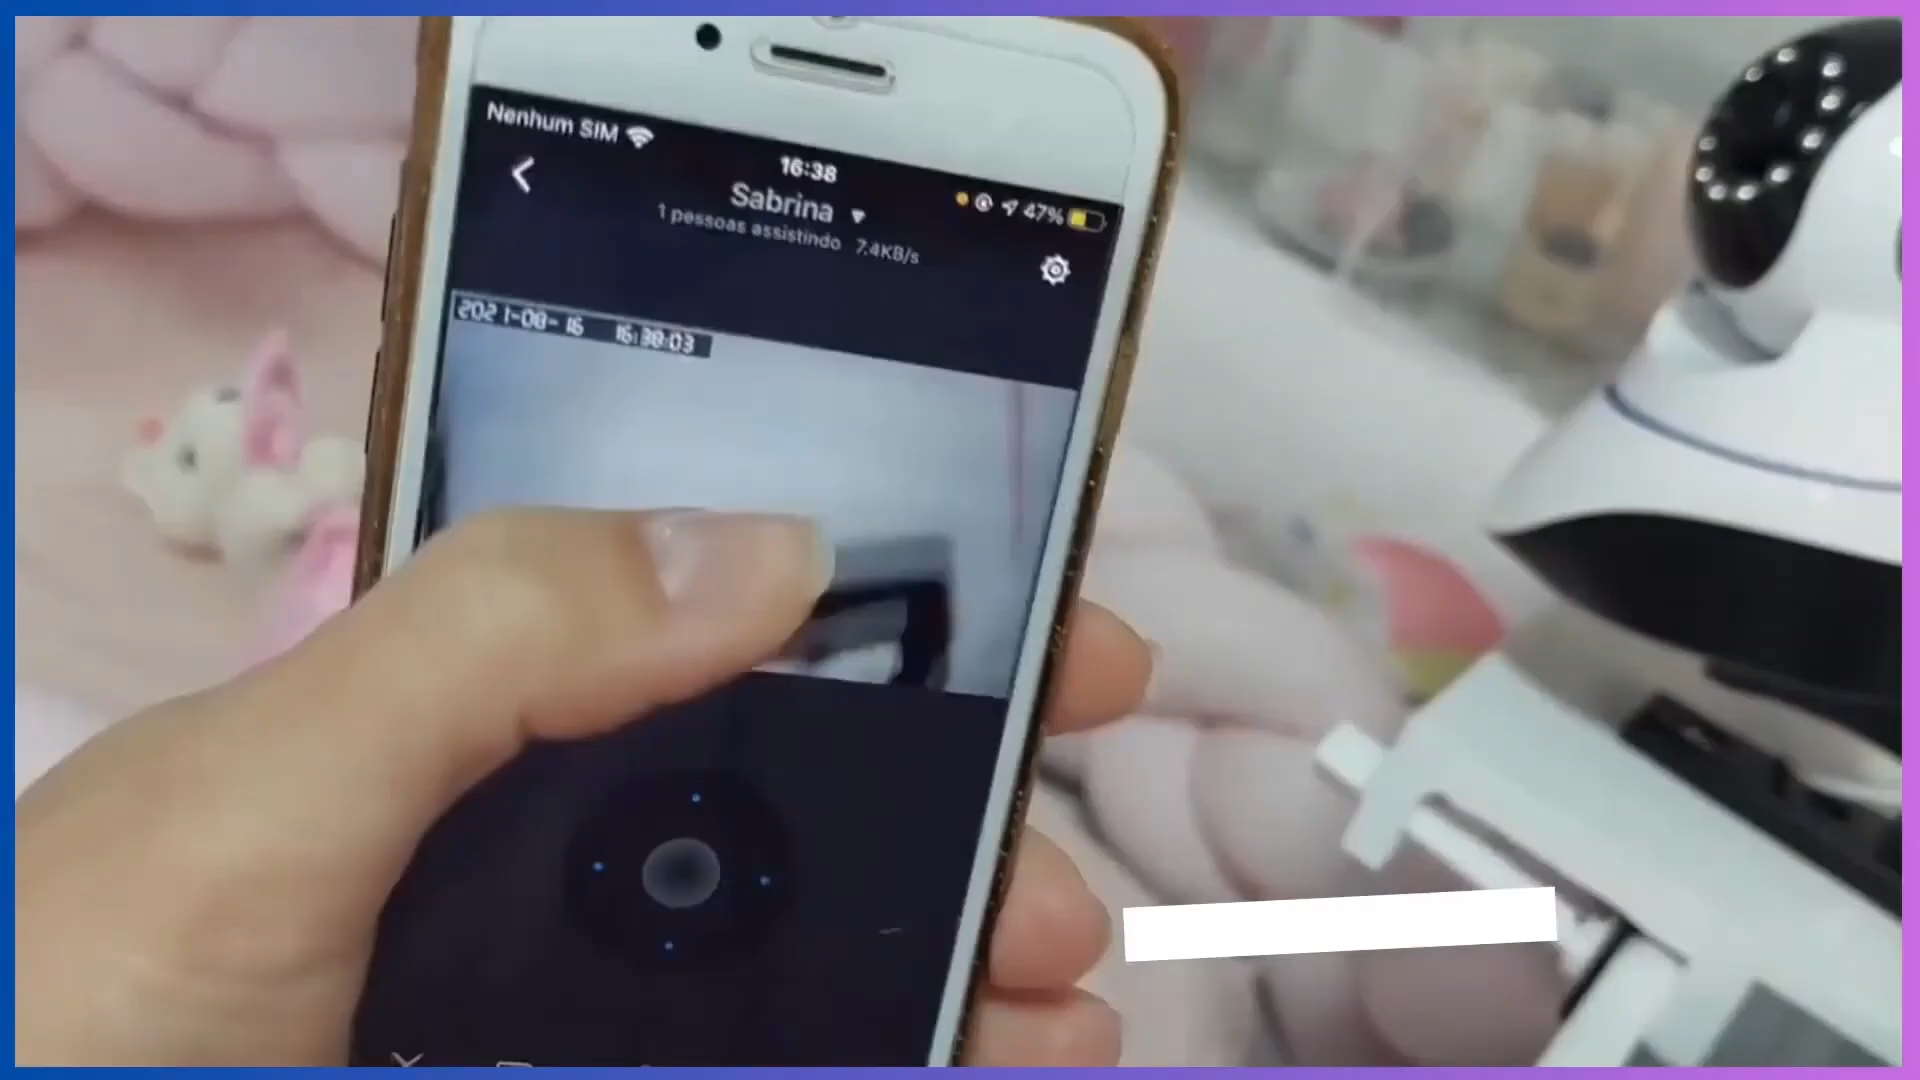 Nenhum SIM
16:38
47%
Sabrina
1 pessoas assistindo 7.4KB/s
2021-08-16 16:38:03